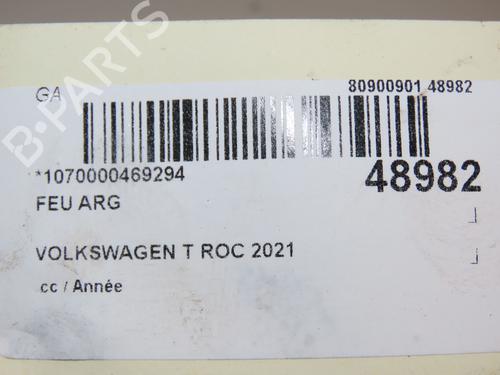 GA
80900901 48982
*1070000469294
48982
FEU ARG
VOLKSWAGEN T ROC 2021
cc / Année
B-PARTS